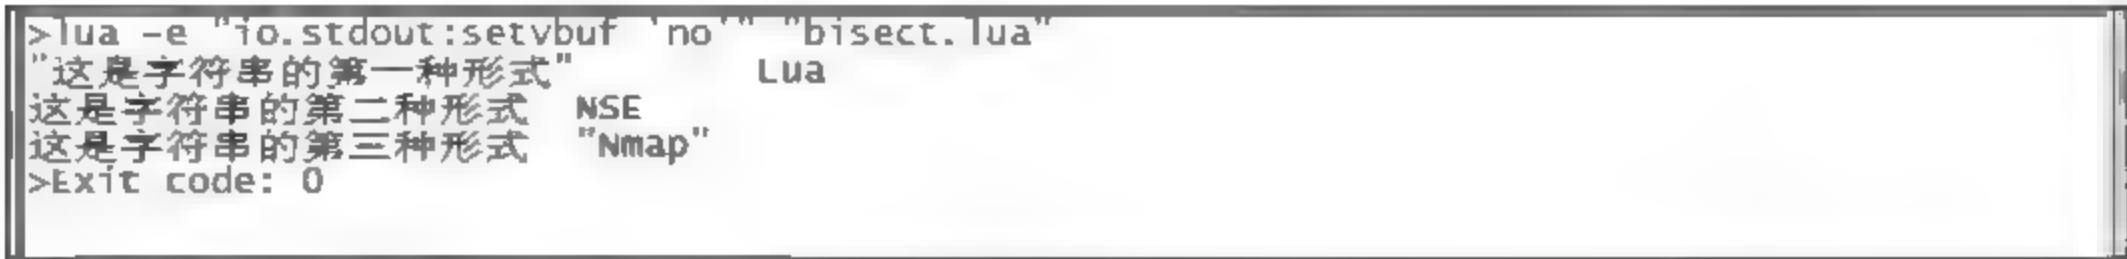 >lua -e "io.stdout:setvbuf 'no'" "bisect.lua"
"这是字符串的第一种形式" Lua
这是字符串的第二种形式 NSE
这是字符串的第三种形式 "Nmap"
>Exit code: 0